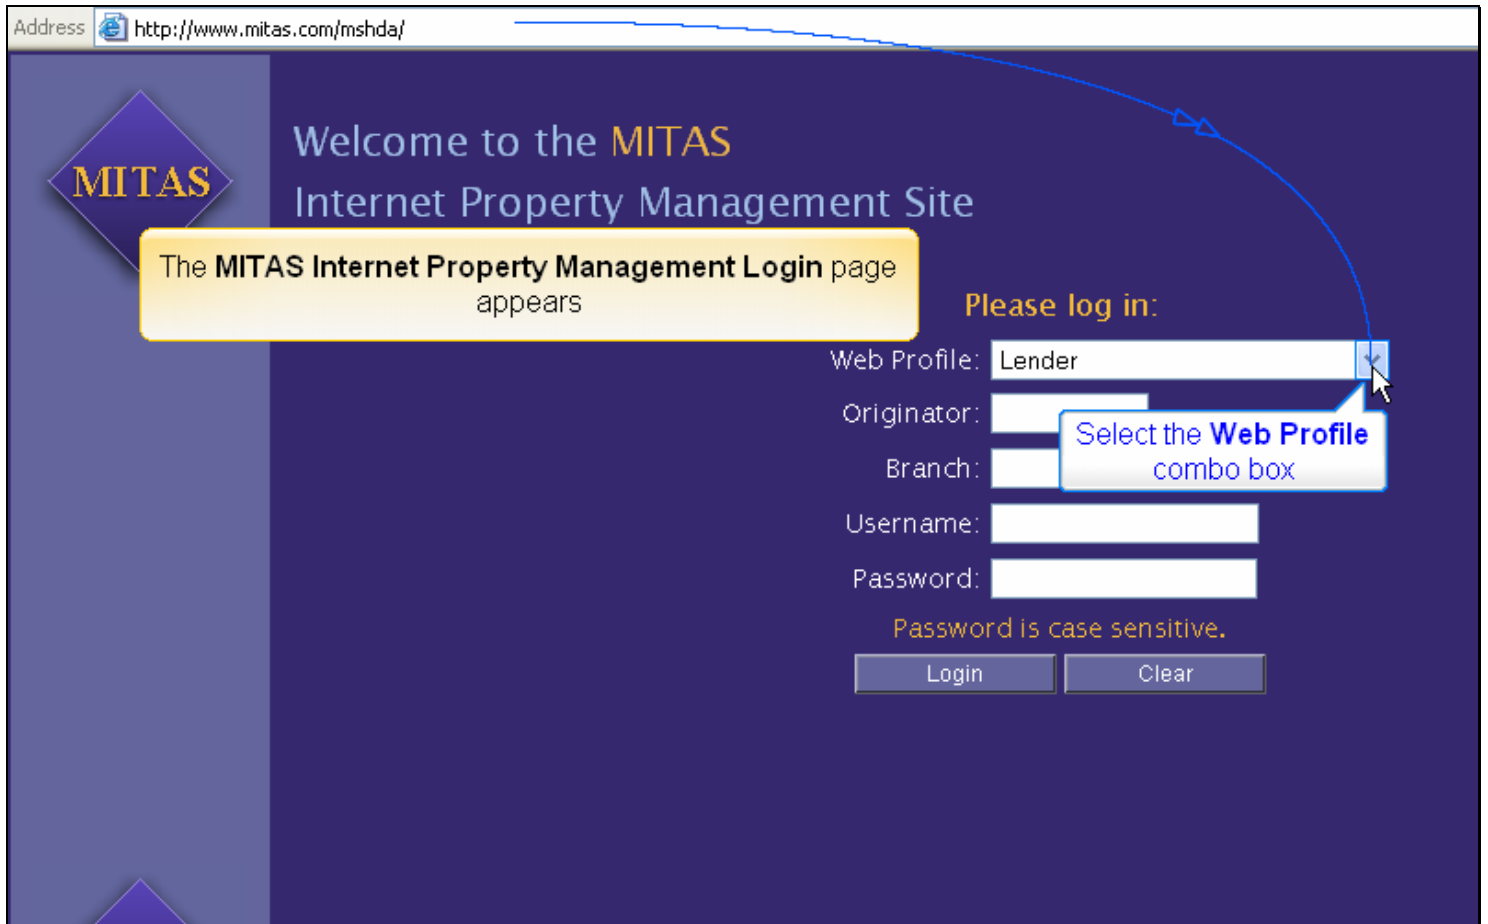 Address http://www.mitas.com/mshda/
MITAS
Welcome to the MITAS
Internet Property Management Site
The MITAS Internet Property Management Login page
appears
Please log in:
Web Profile: Lender
Originator:
Select the Web Profile
combo box
Branch:
Username:
Password:
Password is case sensitive.
Login Clear